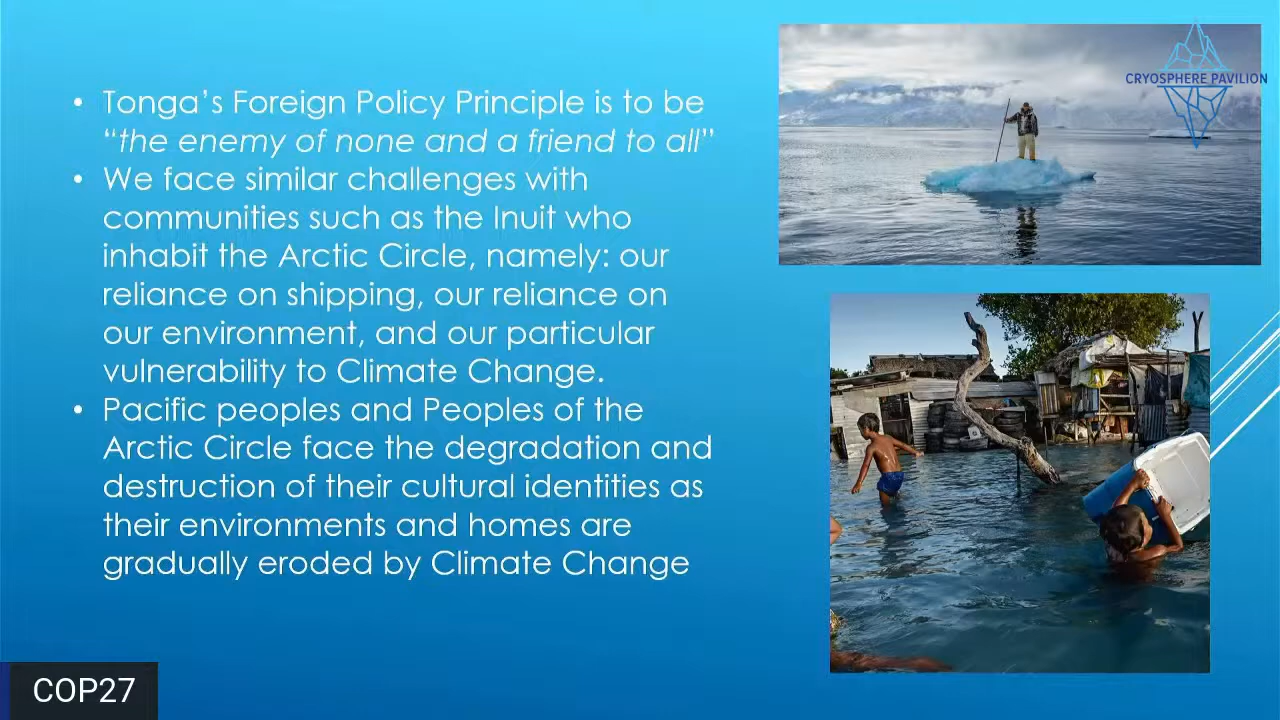 • Tonga’s Foreign Policy Principle is to be
“the enemy of none and a friend to all”
• We face similar challenges with
communities such as the Inuit who
inhabit the Arctic Circle, namely: our
reliance on shipping, our reliance on
our environment, and our particular
vulnerability to Climate Change.
• Pacific peoples and Peoples of the
Arctic Circle face the degradation and
destruction of their cultural identities as
their environments and homes are
gradually eroded by Climate Change
CRYOSPHERE PAVILION
COP27